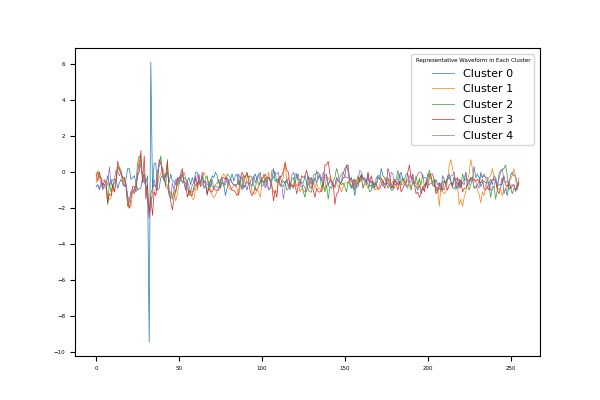 Representative Waveform in Each Cluster
Cluster 0
Cluster 1
Cluster 2
Cluster 3
Cluster 4
6
4
2
0
−2
−4
−6
−8
−10
0 50 100 150 200 250